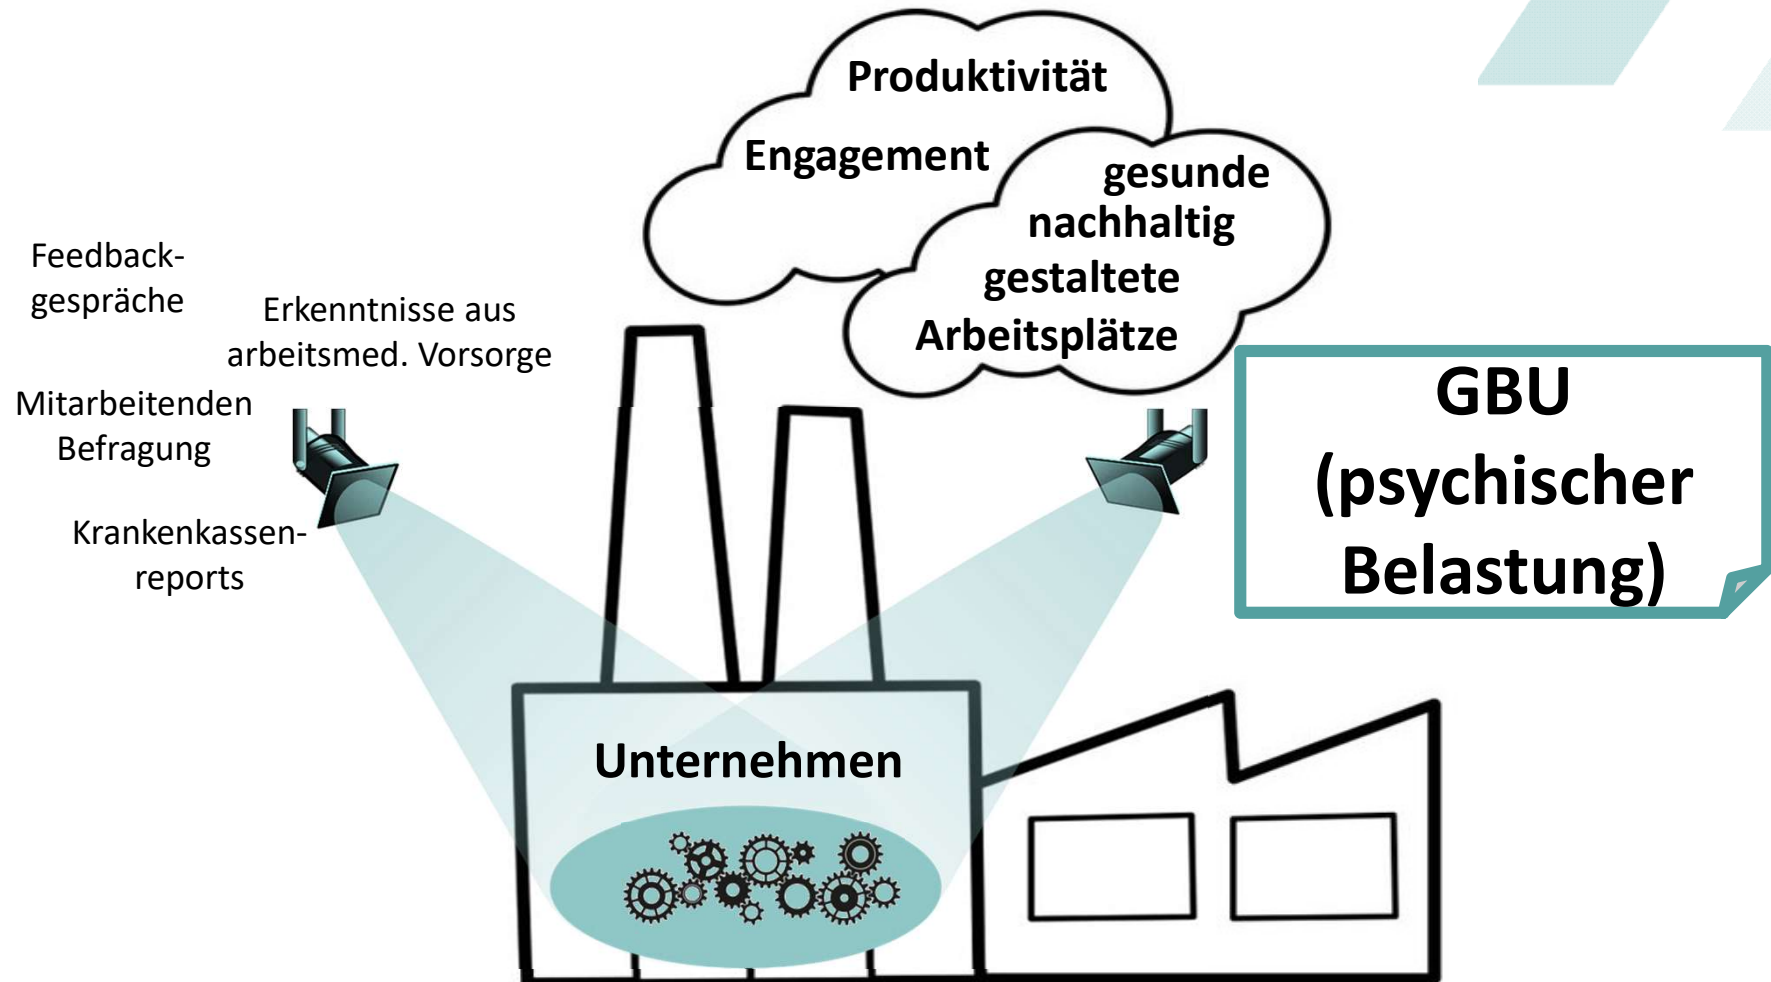 Produktivität
Engagement
gesunde
nachhaltig
gestaltete
Arbeitsplätze
Feedback-
gespräche
Erkenntnisse aus
arbeitsmed. Vorsorge
Mitarbeitenden
Befragung
Krankenkassen-
reports
GBU
(psychischer
Belastung)
Unternehmen